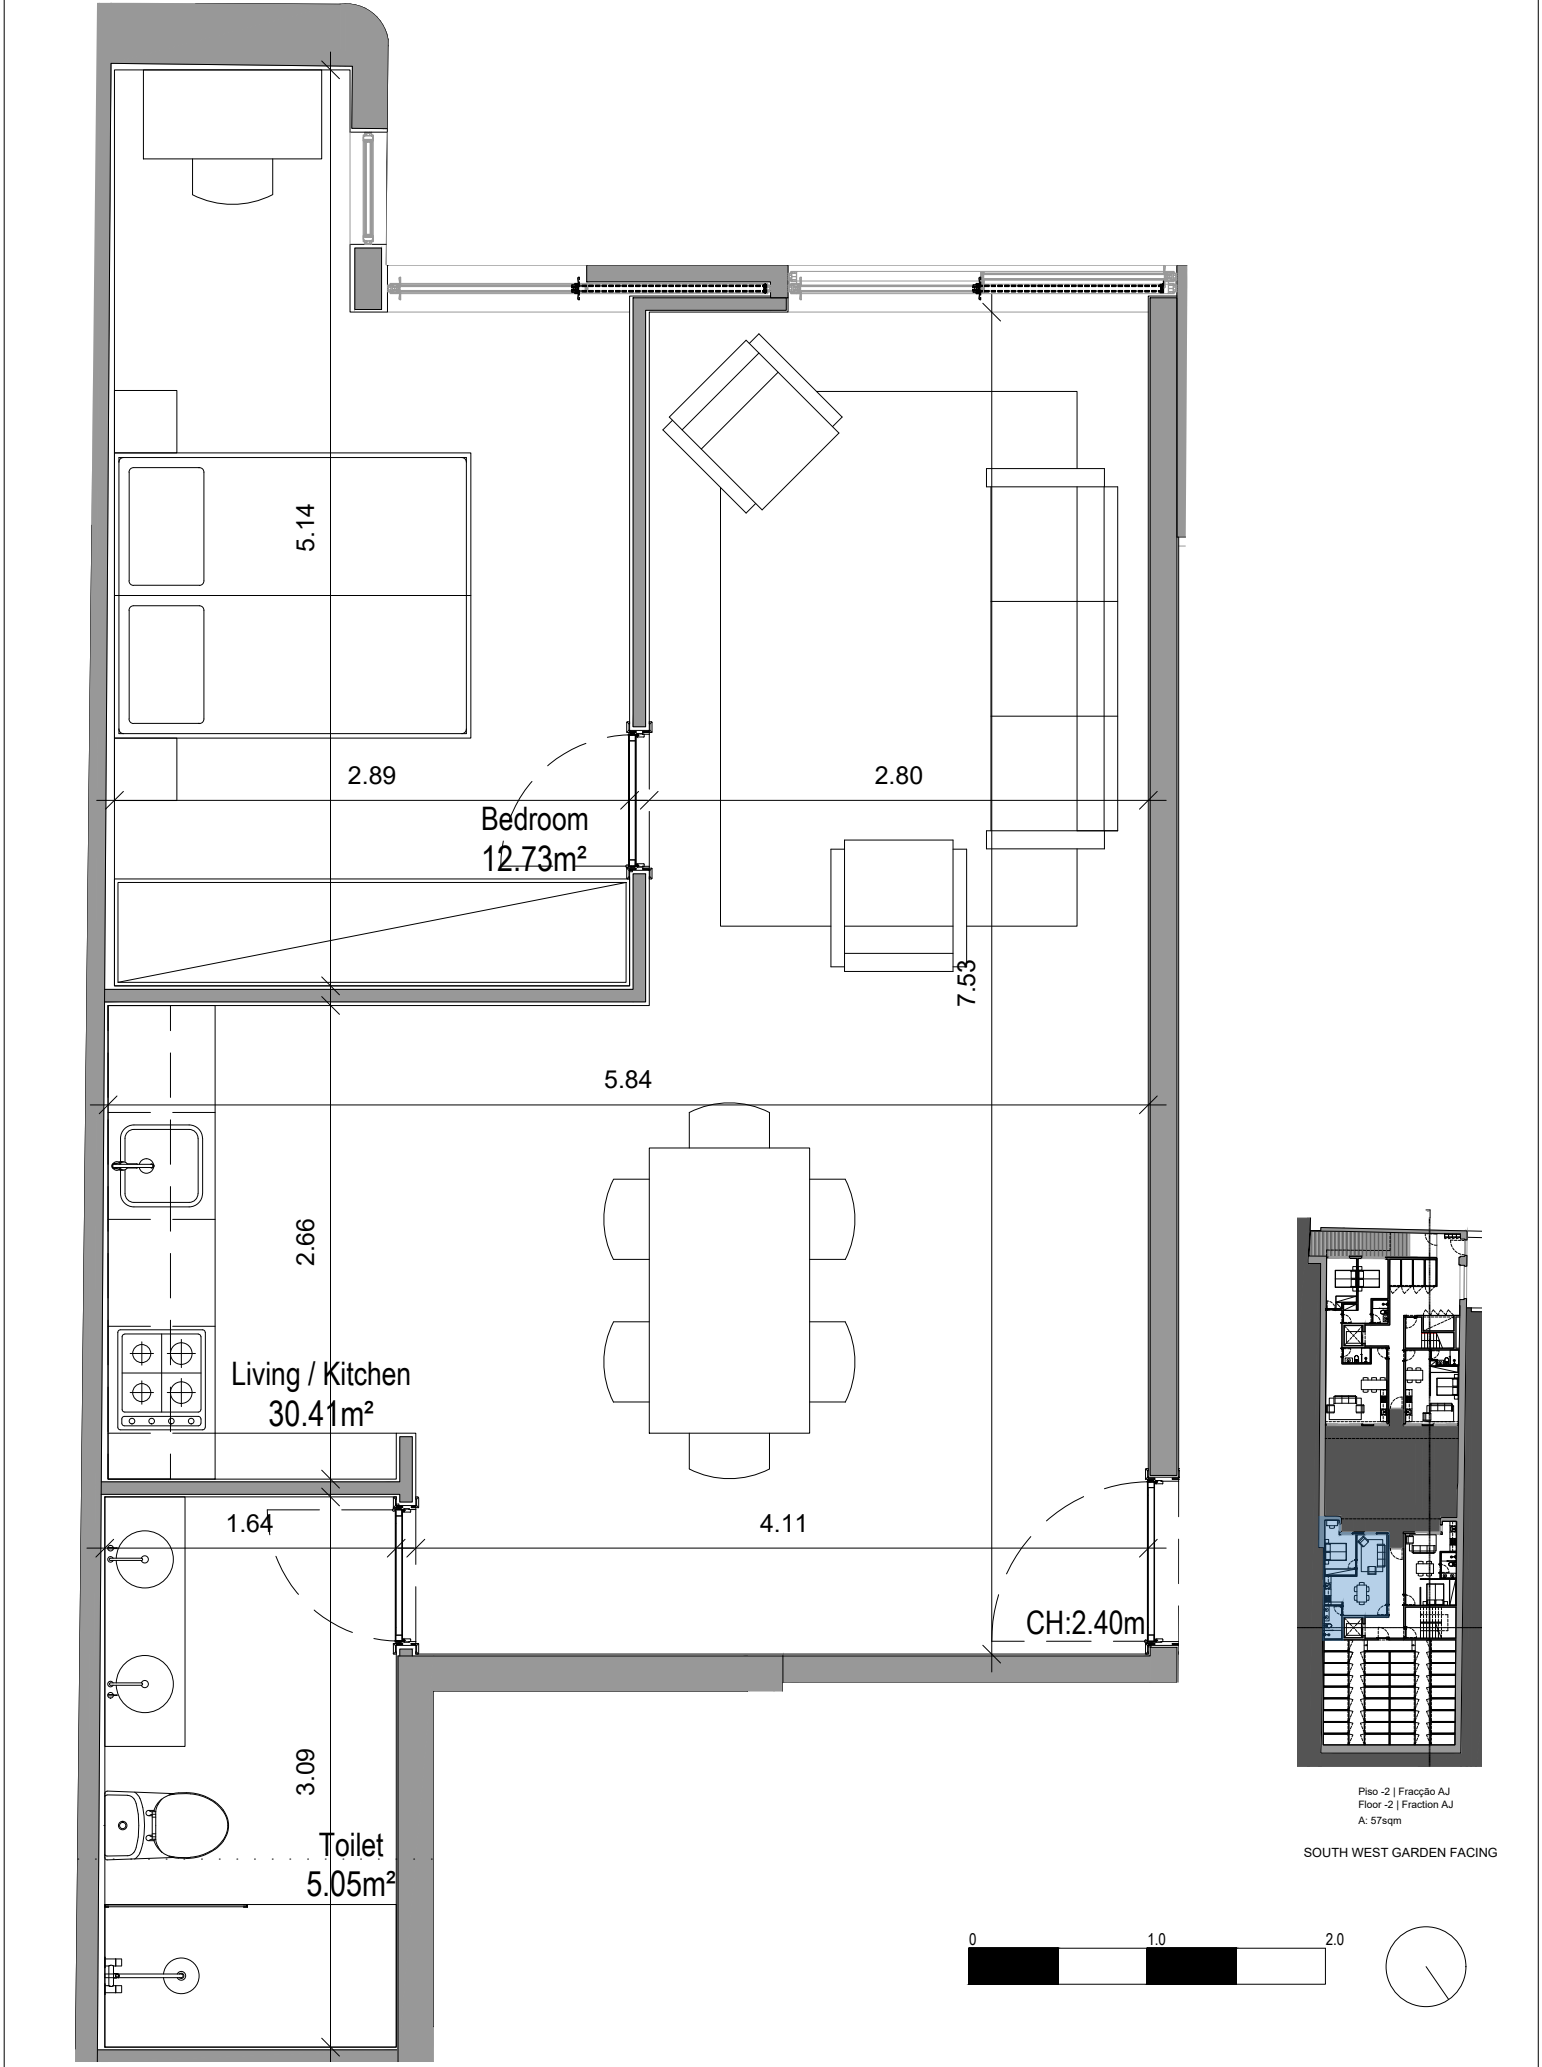 5.14
2.89
2.80
Bedroom
12.73m²
7.53
5.84
2.66
Living / Kitchen
30.41m²
1.64
4.11
CH:2.40m
3.09
Toilet
5.05m²
Piso -2 | Fracção AJ
Floor -2 | Fraction AJ
A: 57sqm
SOUTH WEST GARDEN FACING
0 1.0 2.0